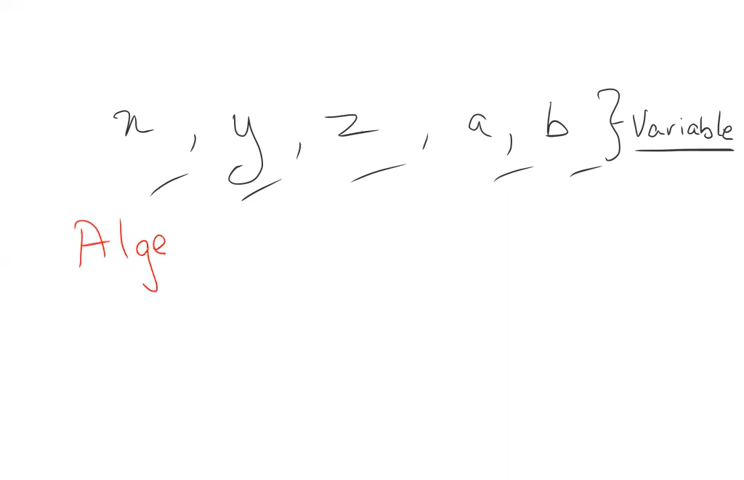 x, y, z, a, b } Variable
Alge